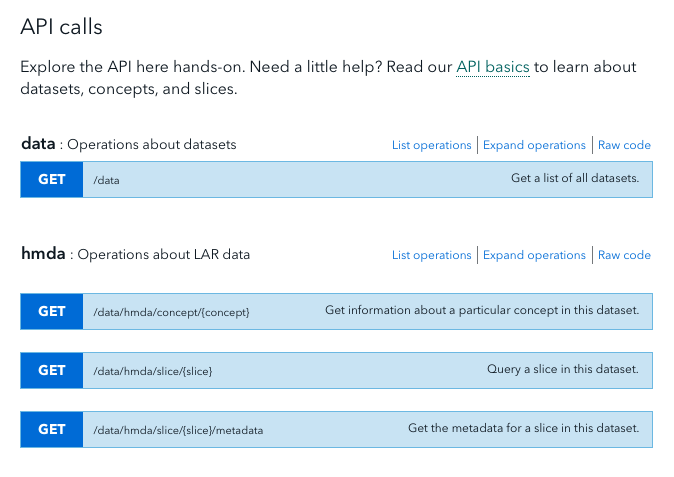 API calls
Explore the API here hands-on. Need a little help? Read our API basics to learn about
datasets, concepts, and slices.
data : Operations about datasets List operations Expand operations Raw code
GET /data Get a list of all datasets.
hmda : Operations about LAR data List operations Expand operations Raw code
GET /data/hmda/concept/{concept} Get information about a particular concept in this dataset.
GET /data/hmda/slice/{slice} Query a slice in this dataset.
GET /data/hmda/slice/{slice}/metadata Get the metadata for a slice in this dataset.